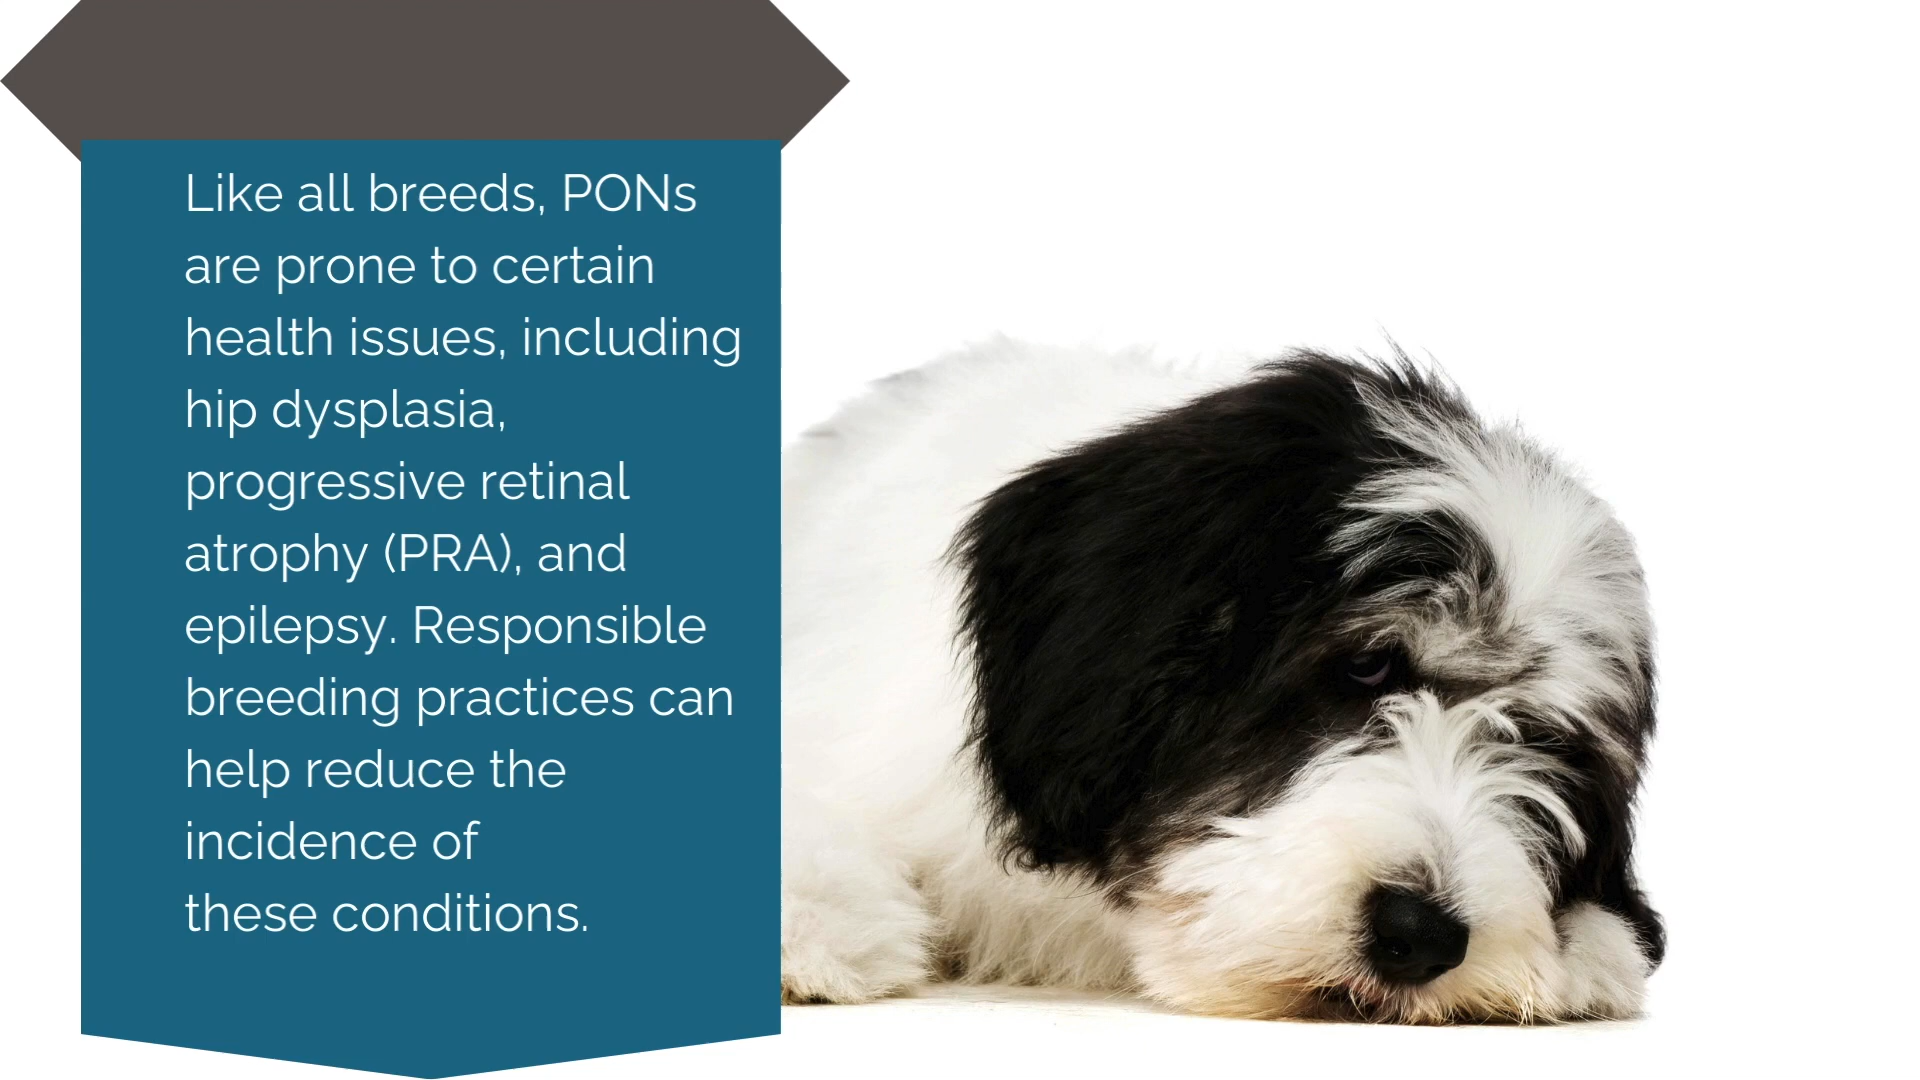 Like all breeds, PONs
are prone to certain
health issues, including
hip dysplasia,
progressive retinal
atrophy (PRA), and
epilepsy. Responsible
breeding practices can
help reduce the
incidence of
these conditions.